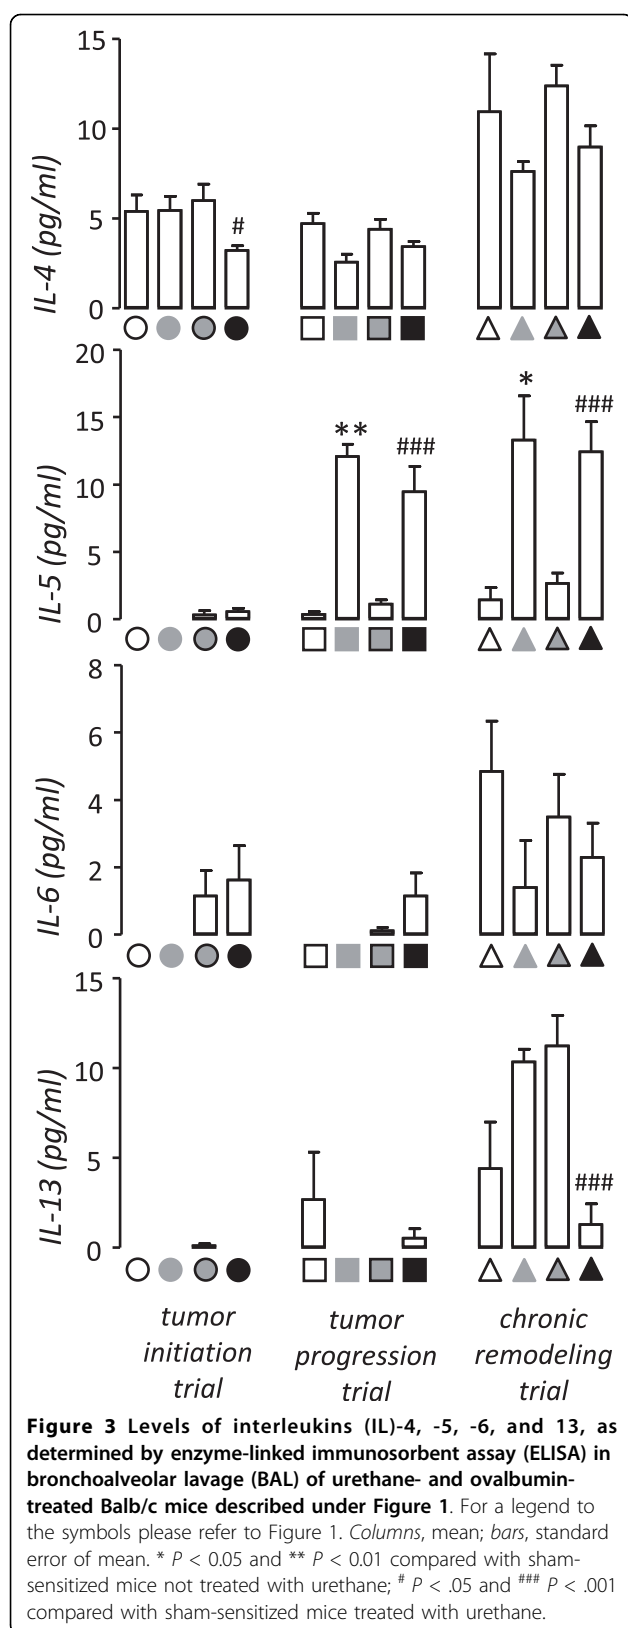 15
10
5
0
IL-4 (pg/ml)
#
20
15
10
5
0
IL-5 (pg/ml)
**
###
*
###
8
6
4
2
0
IL-6 (pg/ml)
15
10
5
0
IL-13 (pg/ml)
###
tumor
initiation
trial
tumor
progression
trial
chronic
remodeling
trial
Figure 3 Levels of interleukins (IL)-4, -5, -6, and 13, as
determined by enzyme-linked immunosorbent assay (ELISA) in
bronchoalveolar lavage (BAL) of urethane- and ovalbumin-
treated Balb/c mice described under Figure 1. For a legend to
the symbols please refer to Figure 1. Columns, mean; bars, standard
error of mean. * P < 0.05 and ** P < 0.01 compared with sham-
sensitized mice not treated with urethane; # P < .05 and ### P < .001
compared with sham-sensitized mice treated with urethane.